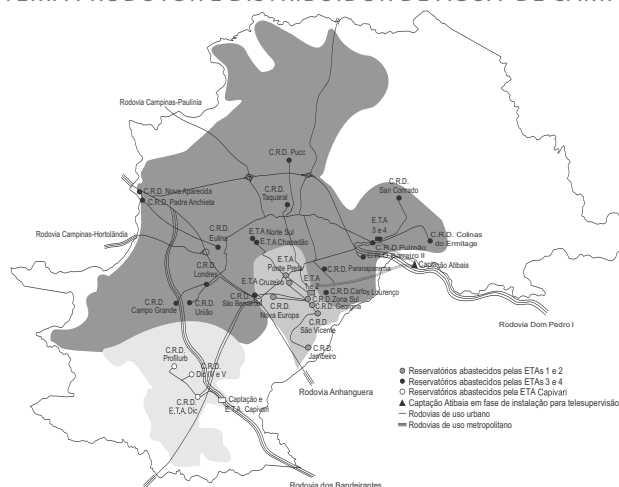 Rodovia Campinas-Paulínia
C.R.D. Pucc
C.R.D. Nova Aparecida
C.R.D. Padre Anchieta
C.R.D.
Taquaral
C.R.D.
San Conrado
Rodovia Campinas-Hortolândia
C.R.D.
Eulina
E.T.A Norte Sul
E.T.A Chapadão
E.T.A
3 e 4
C.R.D. Colinas
do Ermitage
C.R.D Pulmão
C.R.D Barreiro II
Captação Atibaia
E.T.A
Ponte Preta
C.R.D. Paranapanema
C.R.D.
Londres
E.T.A Cruzeiro
E.T.A
1 e 2
C.R.D.Carlos Lourenço
C.R.D.
Campo Grande
C.R.D.
União
C.R.D.
São Bernardo
C.R.D.
Nova Europa
C.R.D.Zona Sul
C.R.D. Georgina
C.R.D.
São Vicente
Rodovia Dom Pedro I
C.R.D.
Jambeiro
C.R.D.
Profilurb
C.R.D.
Dic IV e V
C.R.D.
E.T.A. Dic.
Captação e
E.T.A. Capivari
Rodovia Anhanguera
Rodovia dos Bandeirantes
Reservatórios abastecidos pelas ETAs 1 e 2
Reservatórios abastecidos pelas ETAs 3 e 4
Reservatórios abastecidos pela ETA Capivari
Captação Atibaia em fase de instalação para telesupervisão
Rodovias de uso urbano
Rodovias de uso metropolitano